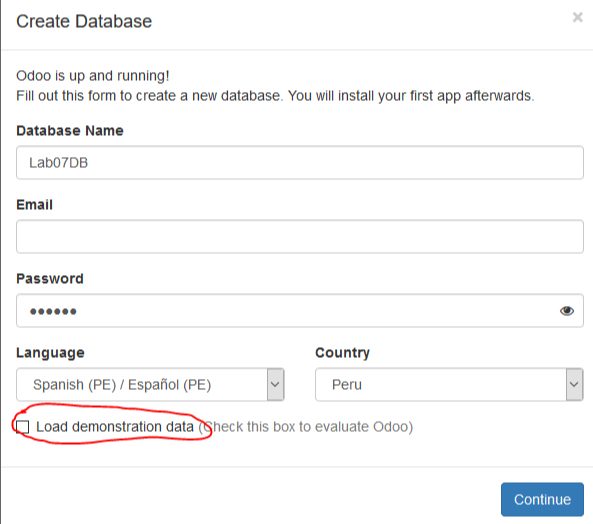 Create Database ×
Odoo is up and running!
Fill out this form to create a new database. You will install your first app afterwards.
Database Name
Lab07DB
Email
Password
••••••
Language Country
Spanish (PE) / Español (PE) Peru
Load demonstration data (Check this box to evaluate Odoo)
Continue